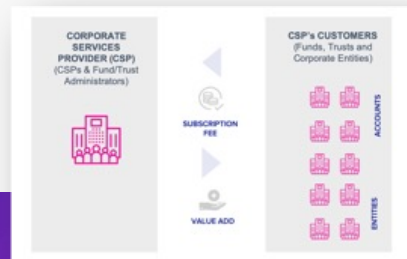 CORPORATE
SERVICES
PROVIDER (CSP)
(CSPs & Fund/Trust
Administrators)
SUBSCRIPTION
FEE
VALUE ADD
CSP's CUSTOMERS
(Funds, Trusts and
Corporate Entities)
ACCOUNTS
ENTITIES